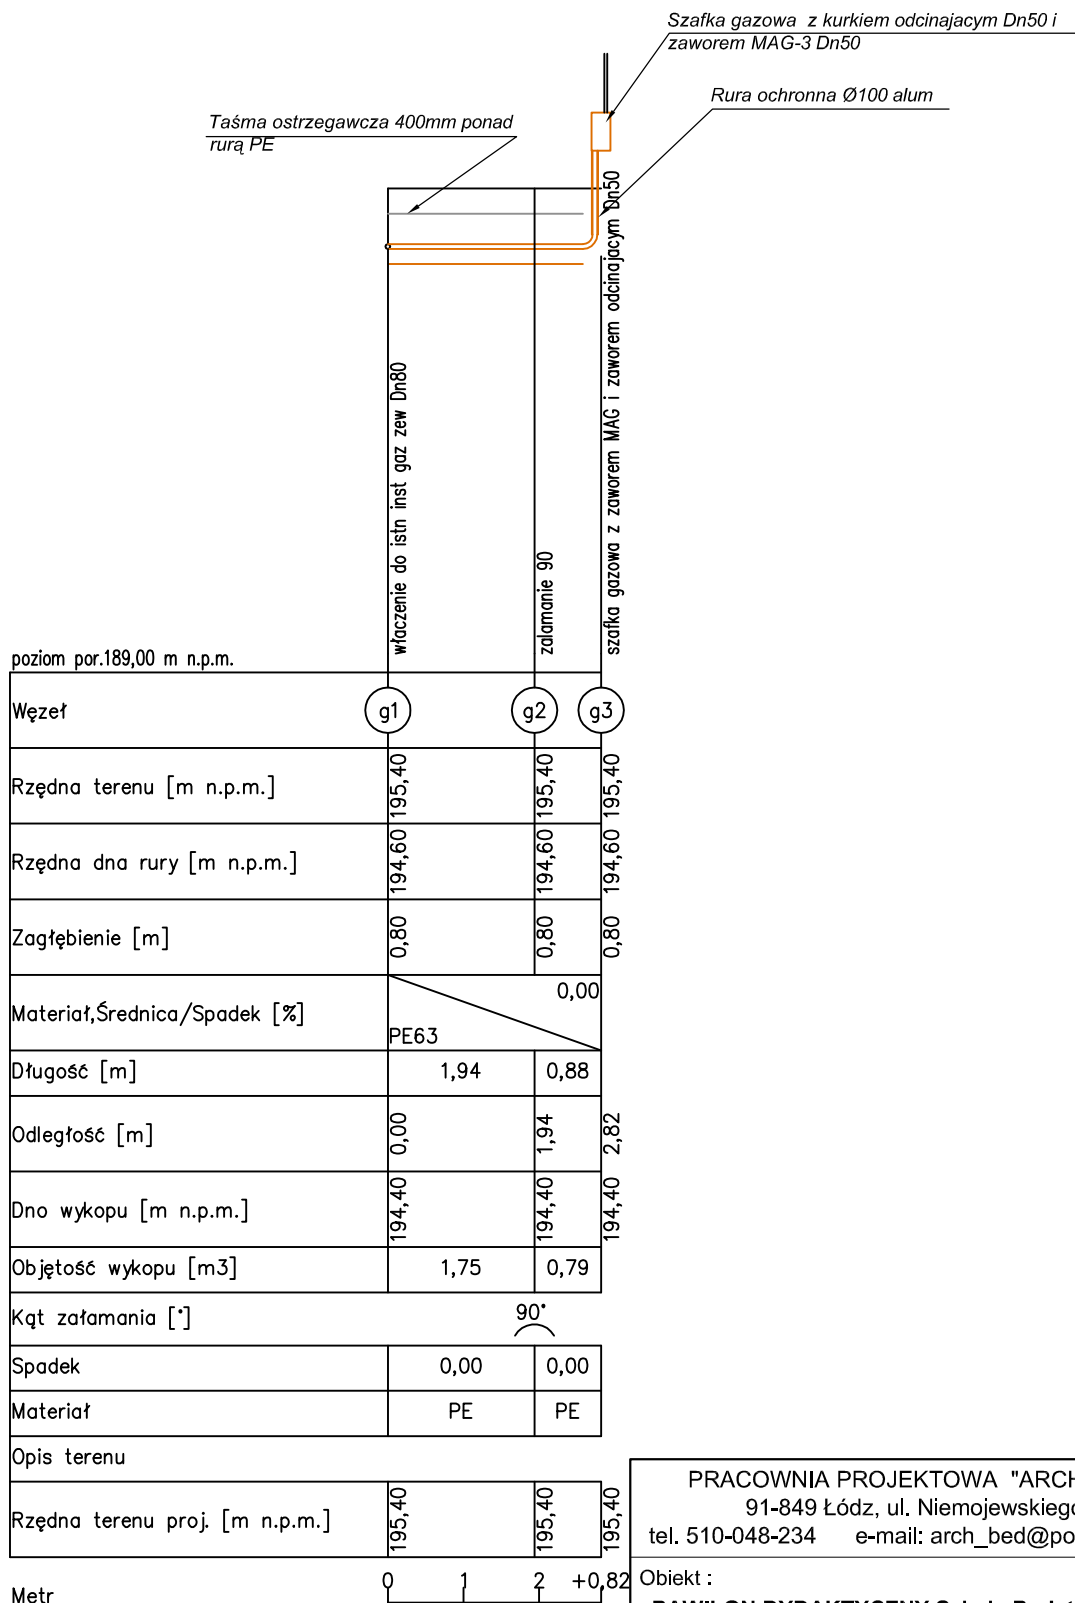 Szafka gazowa z kurkiem odcinajacym Dn50 i
zaworem MAG-3 Dn50
Rura ochronna Ø100 alum
Taśma ostrzegawcza 400mm ponad
rurą PE
właczenie do istn inst gaz zew Dn80
zalamanie 90
szafka gazowa z zaworem MAG i zaworem odcinajacym Dn50
poziom por.189,00 m n.p.m.
Węzeł g1 g2 g3
Rzędna terenu [m n.p.m.] 195,40 195,40 195,40
Rzędna dna rury [m n.p.m.] 194,60 194,60 194,60
Zagłębienie [m] 0,80 0,80 0,80
Materiał,Średnica/Spadek [%] PE63 0,00
Długość [m] 1,94 0,88
Odległość [m] 0,00 1,94 2,82
Dno wykopu [m n.p.m.] 194,40 194,40 194,40
Objętość wykopu [m3] 1,75 0,79
Kąt załamania [°] 90°
Spadek 0,00 0,00
Materiał PE PE
Opis terenu
Rzędna terenu proj. [m n.p.m.] 195,40 195,40 195,40
Metr 0 1 2 +0,82
PRACOWNIA PROJEKTOWA "ARCH
91-849 Łódz, ul. Niemojewskieg
tel. 510-048-234 e-mail: arch_bed@po
Obiekt :